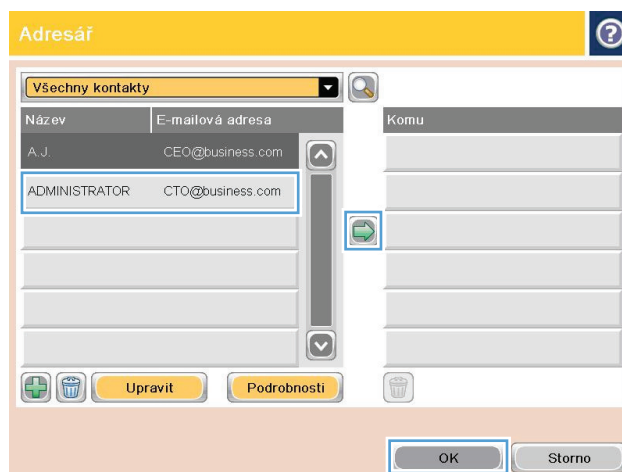 Adresář
?
Všechny kontakty
Název E-mailová adresa Komu
A.J. CEO@business.com
ADMINISTRATOR CTO@business.com
Upravit Podrobnosti
OK Storno